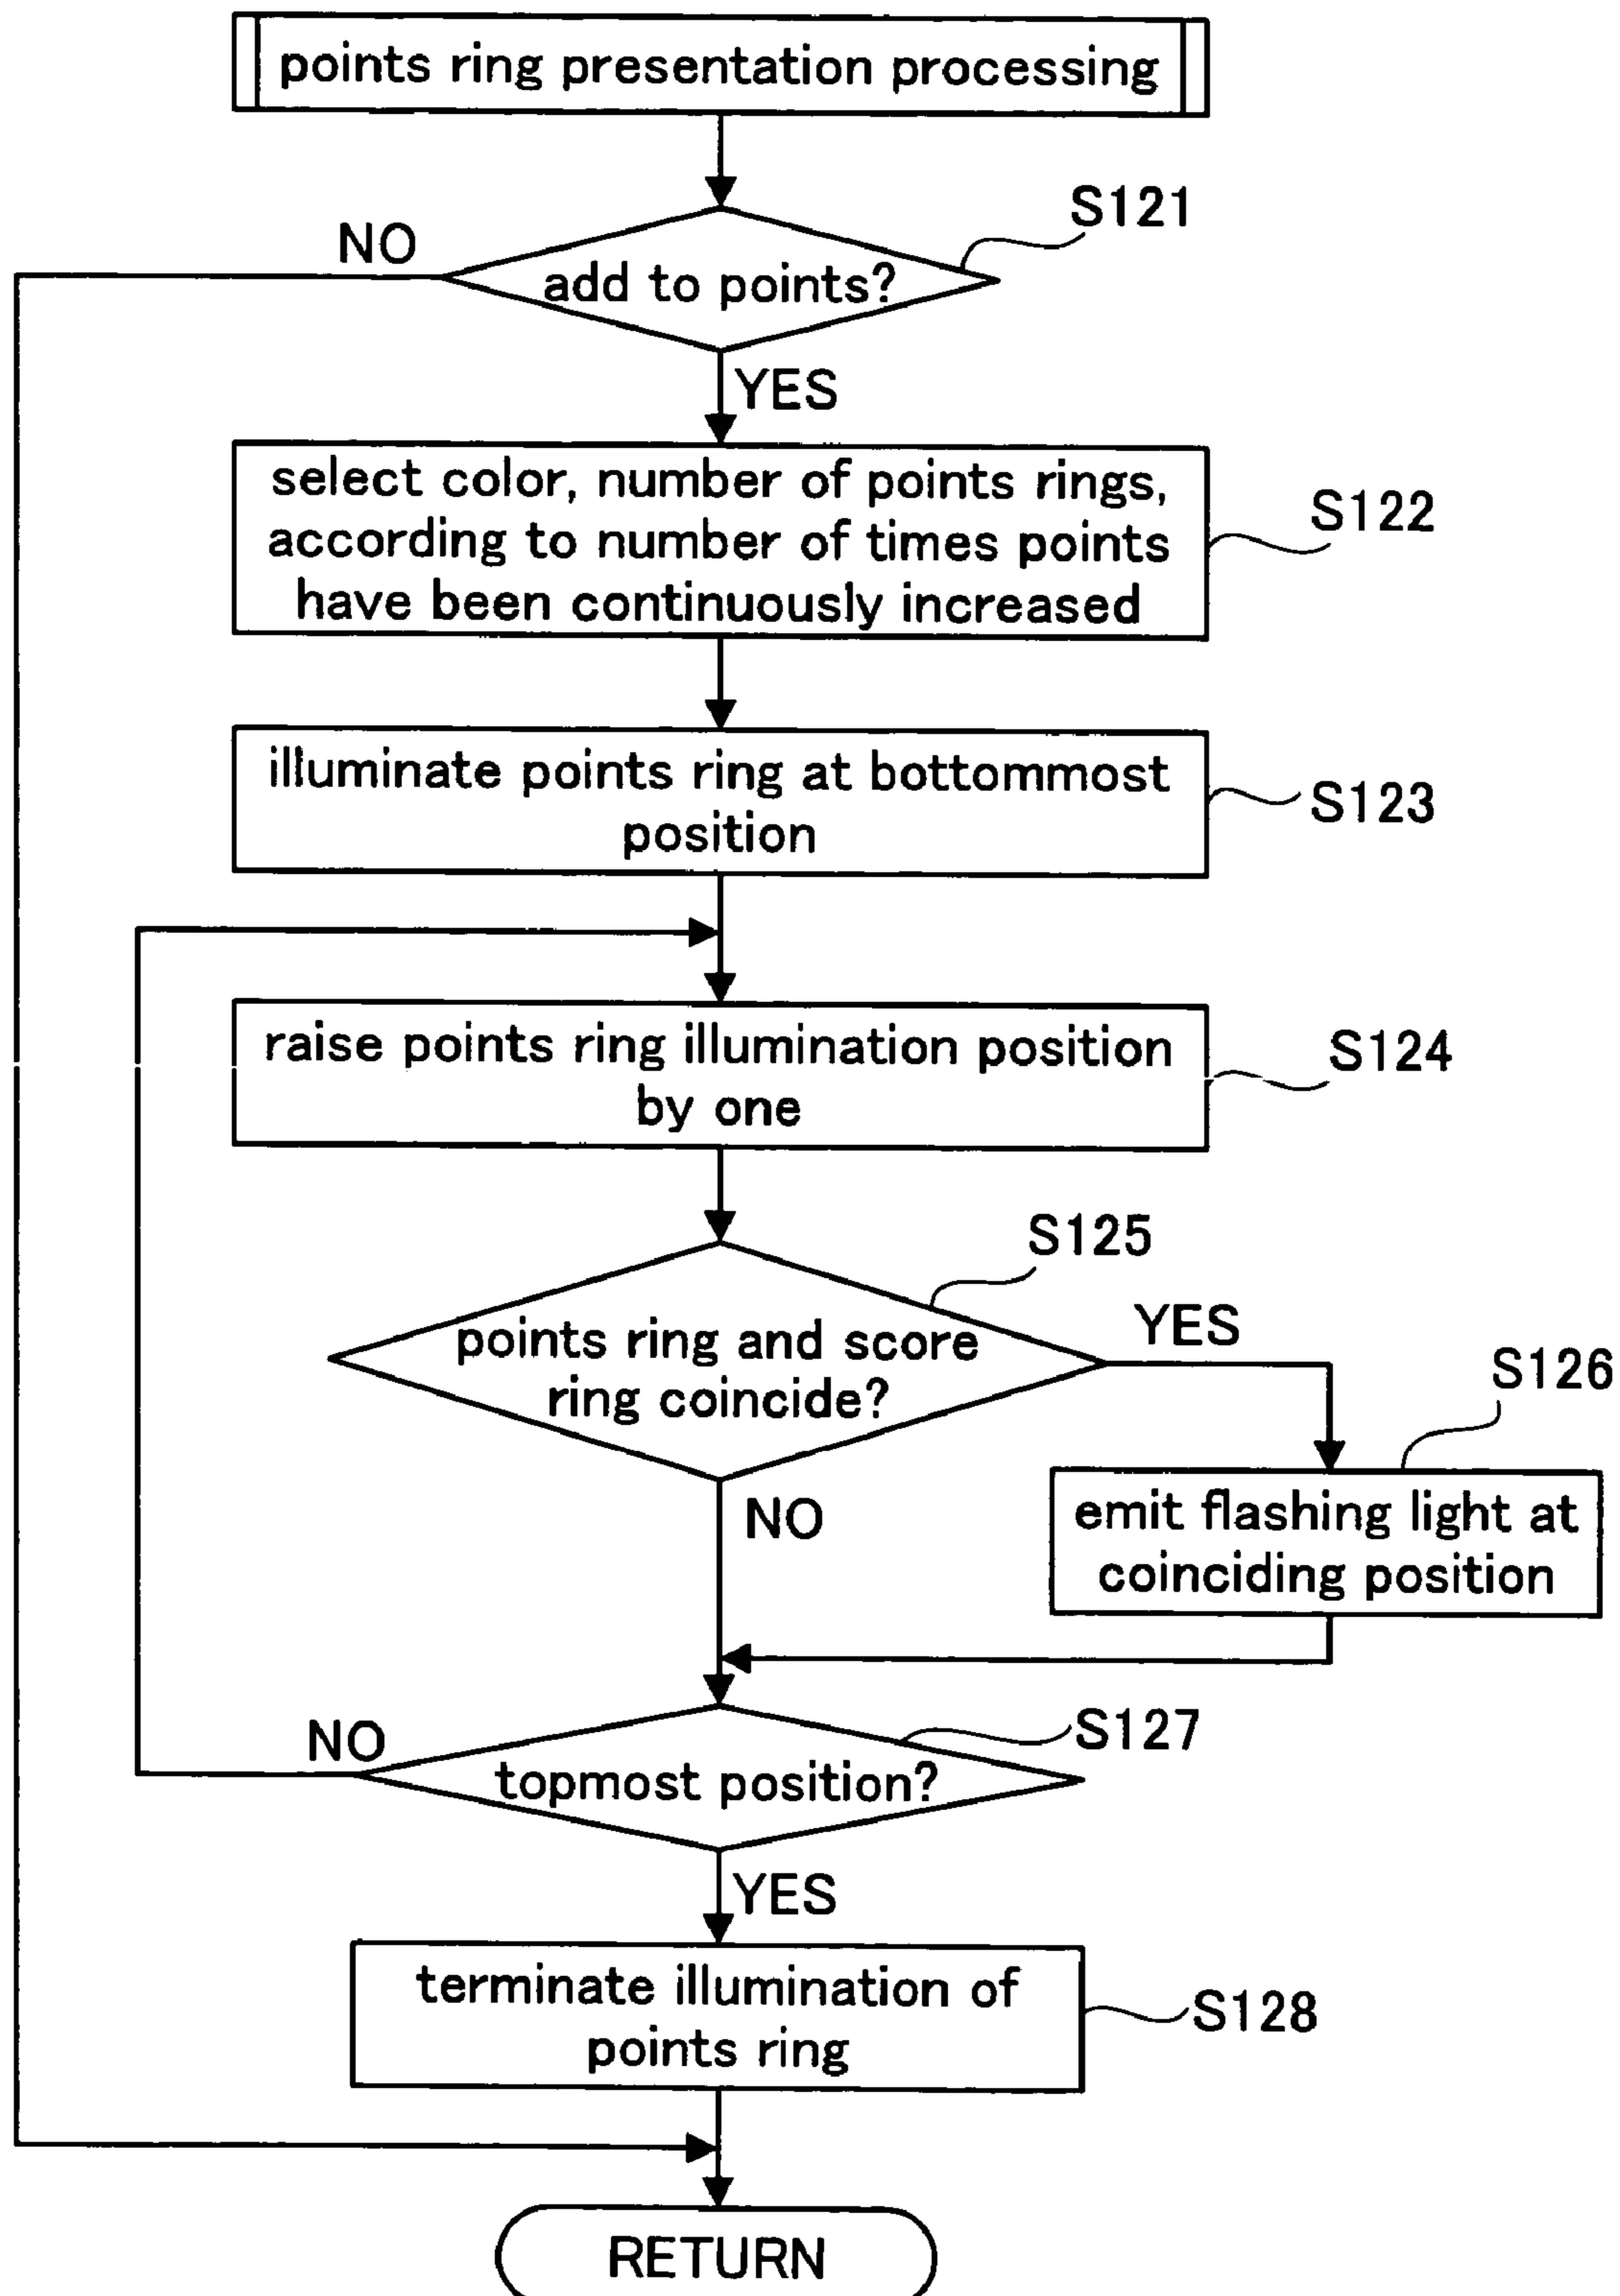 points ring presentation processing
S121
NO
add to points?
YES
select color, number of points rings,
according to number of times points
have been continuously increased
S122
illuminate points ring at bottommost
position
S123
raise points ring illumination position
by one
S124
S125
points ring and score
ring coincide?
YES
S126
NO
emit flashing light at
coinciding position
S127
NO
topmost position?
YES
terminate illumination of
points ring
S128
RETURN